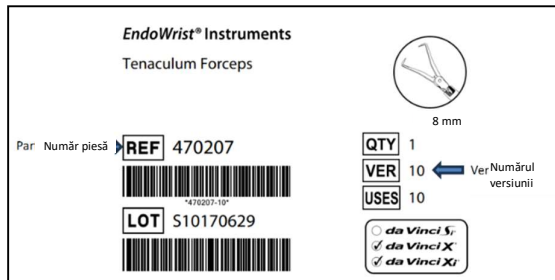 EndoWrist® Instruments
Tenaculum Forceps
8 mm
Par Număr piesă REF 470207
*470207-10*
LOT S10170629
QTY 1
VER 10 Ver Numărul versiunii
USES 10
da Vinci Si
da Vinci X
da Vinci Xi